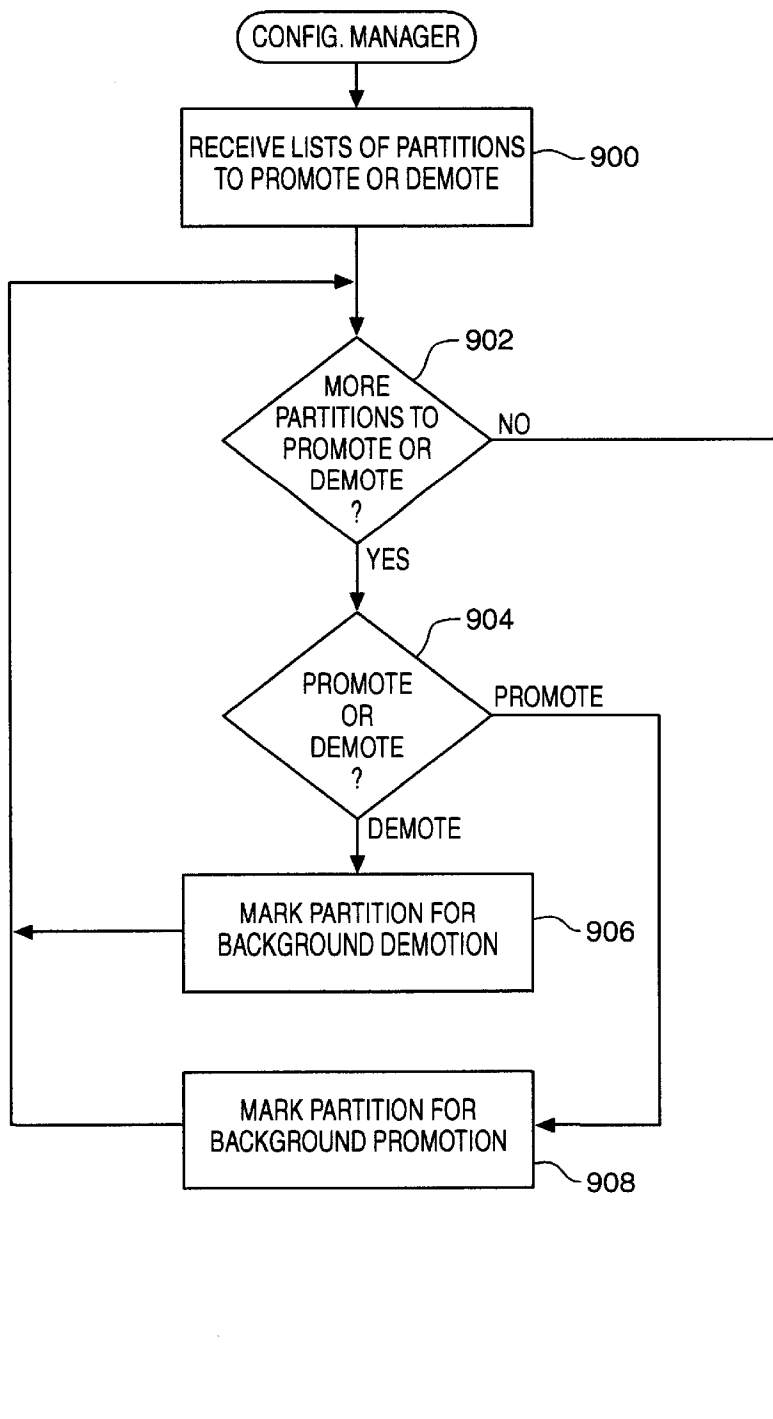 CONFIG. MANAGER
RECEIVE LISTS OF PARTITIONS
TO PROMOTE OR DEMOTE
900
902
MORE
PARTITIONS TO
PROMOTE OR
DEMOTE
?
NO
YES
904
PROMOTE
OR
DEMOTE
?
PROMOTE
DEMOTE
MARK PARTITION FOR
BACKGROUND DEMOTION
906
MARK PARTITION FOR
BACKGROUND PROMOTION
908